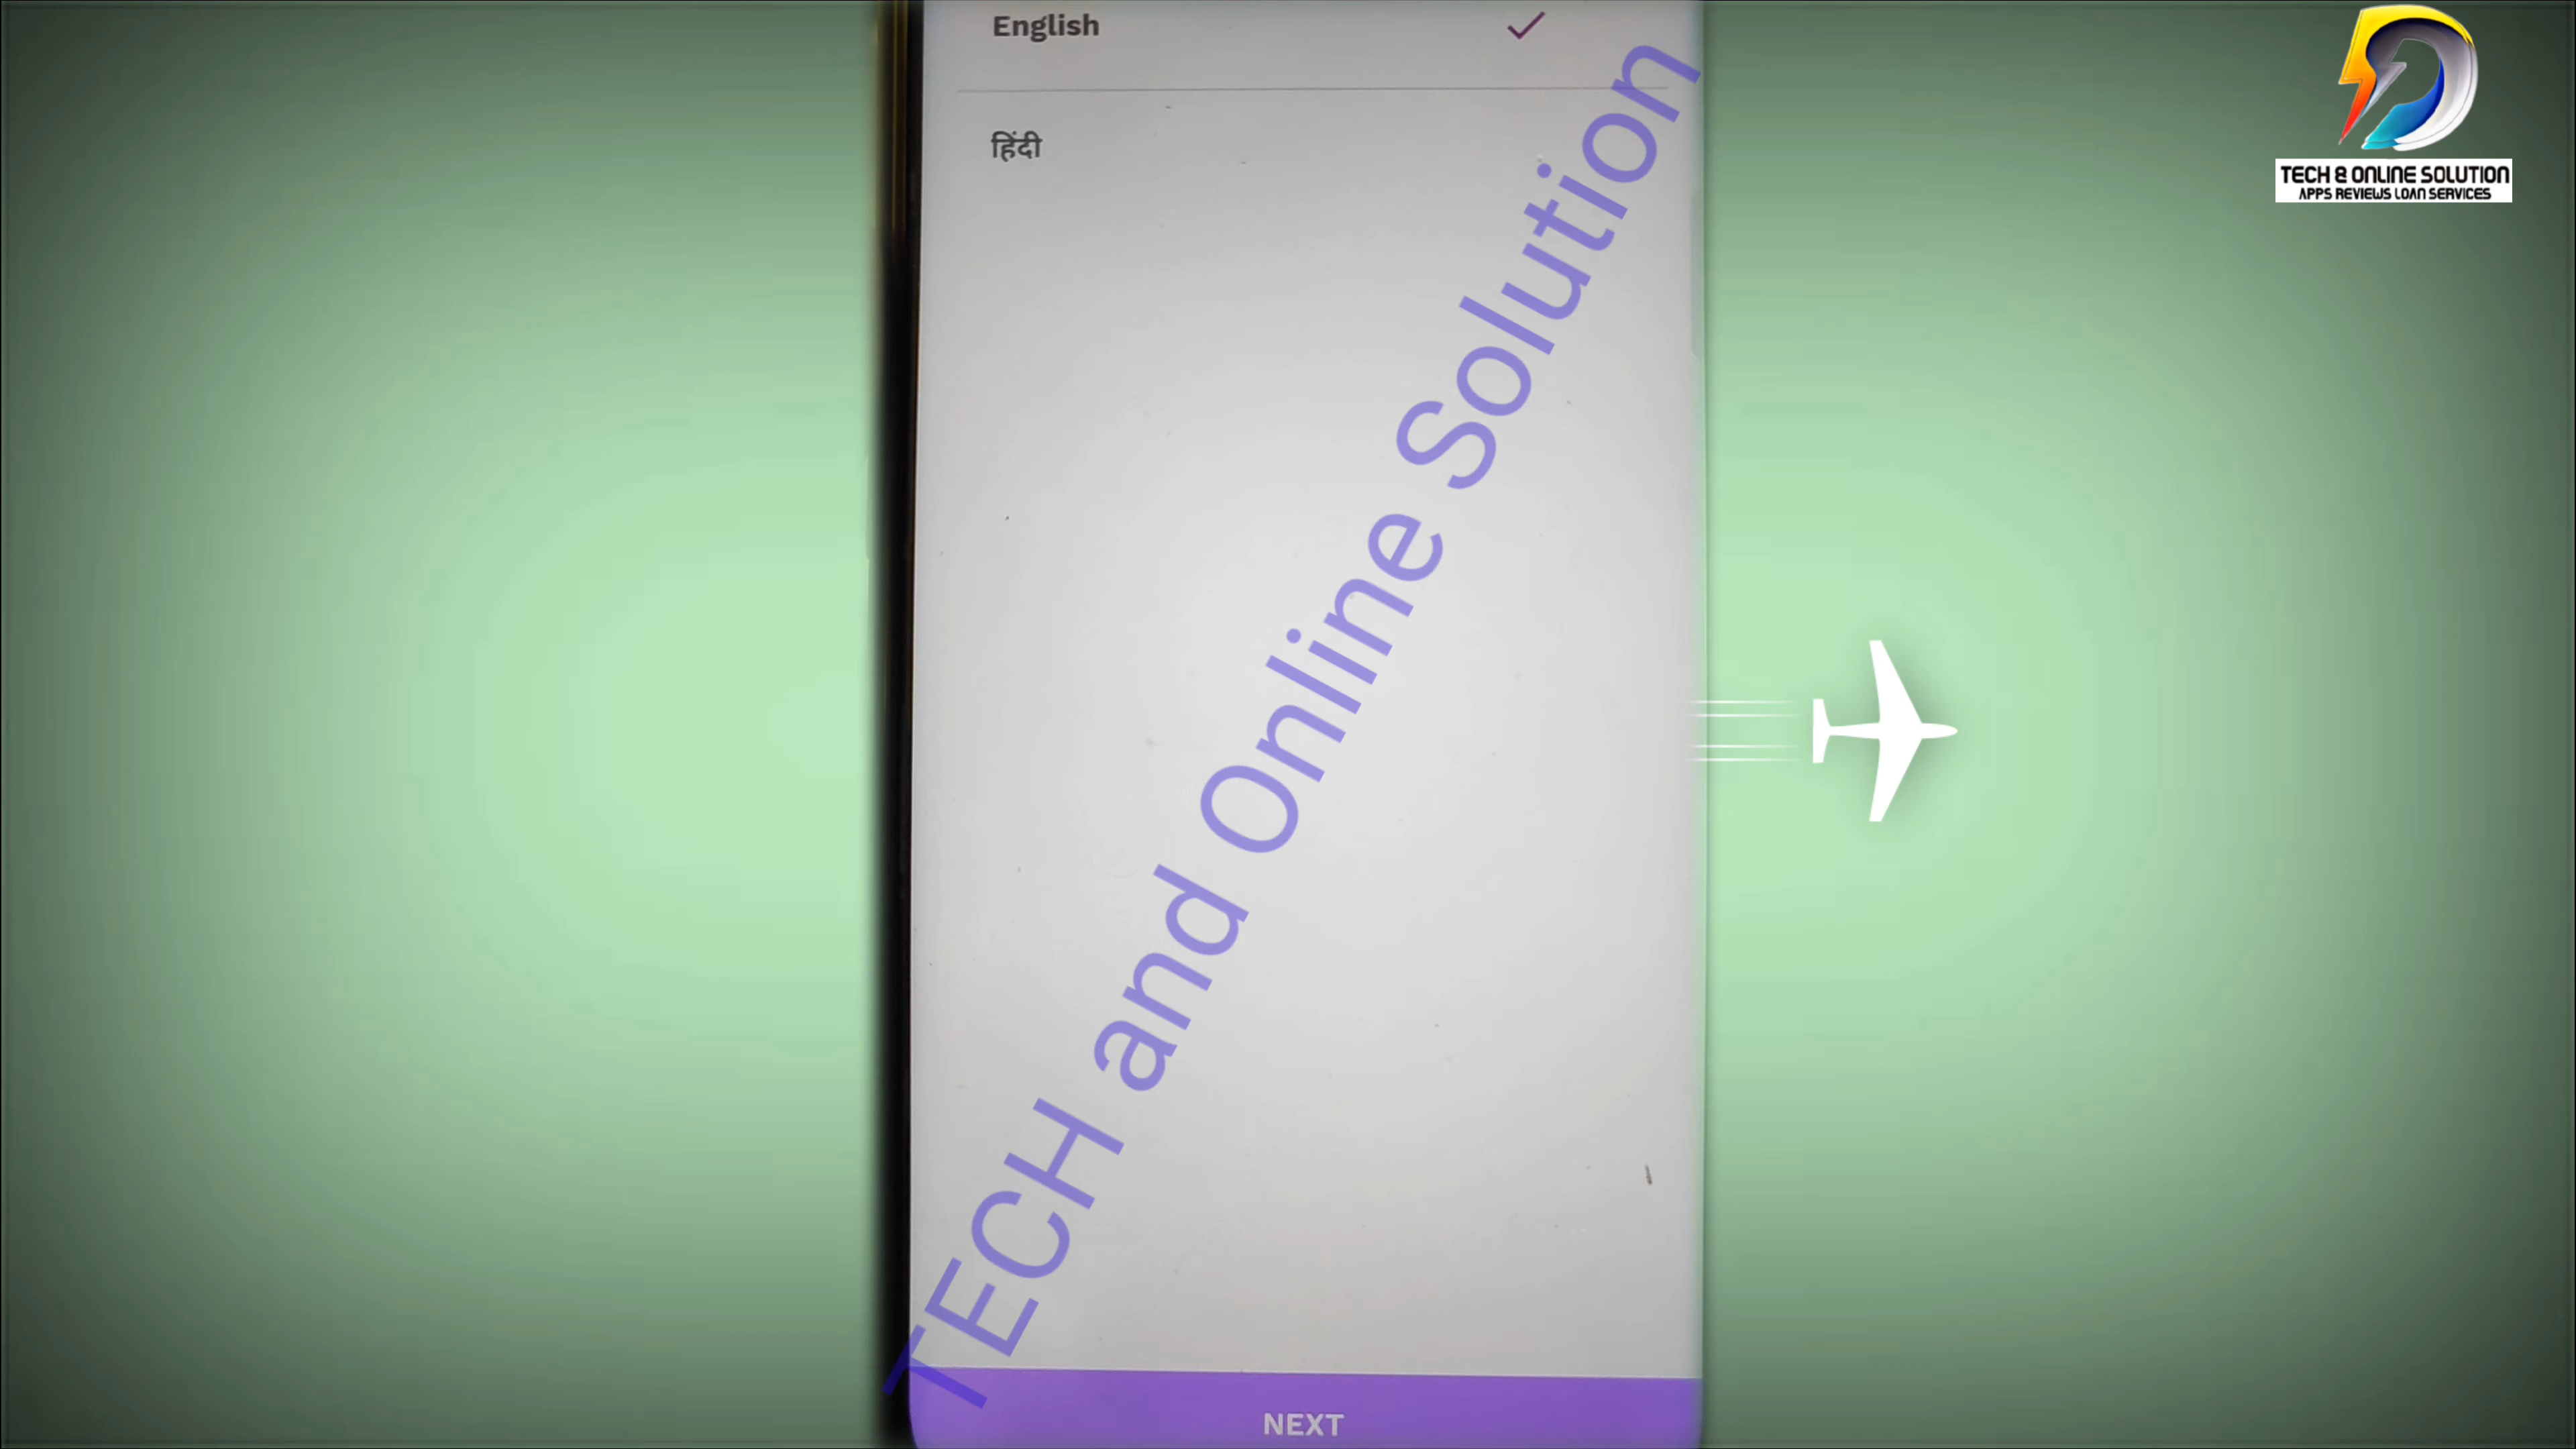 English
हिंदी
TECH and Online Solution
NEXT
TECH & ONLINE SOLUTION
APPS REVIEWS LOAN SERVICES